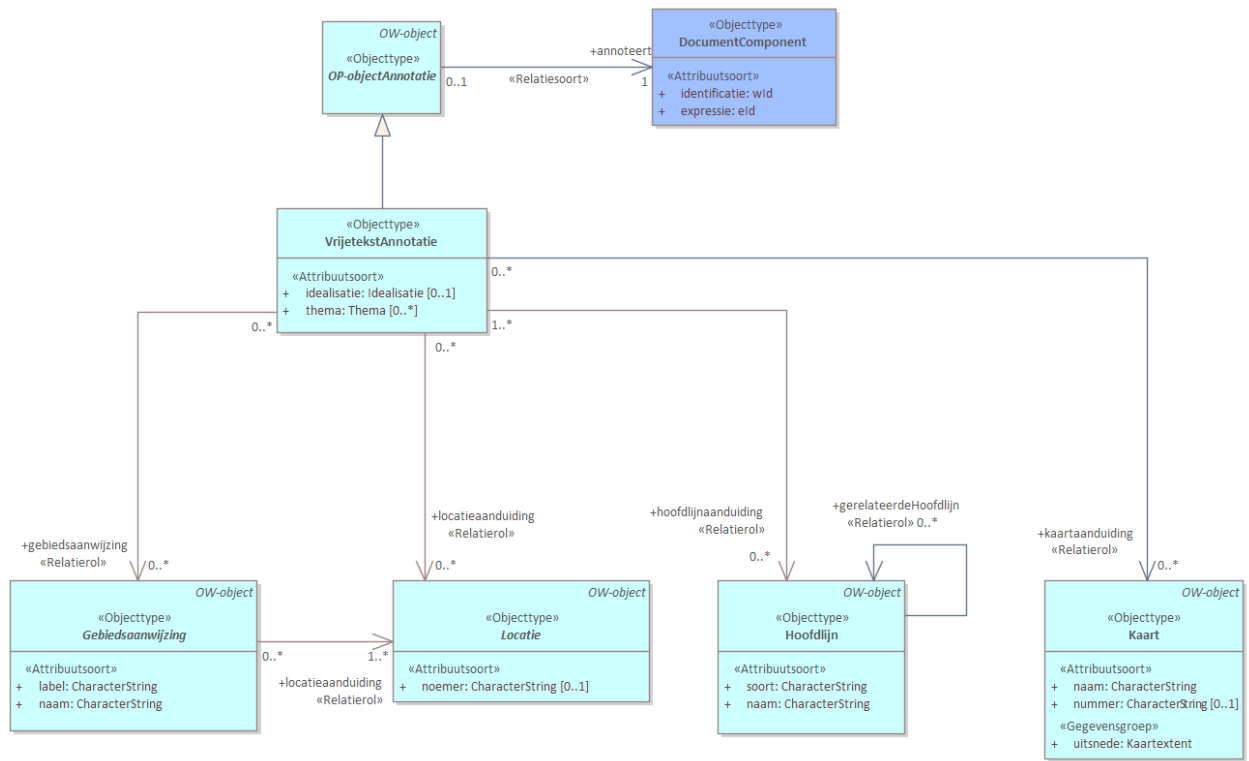 OW-object
«Objecttype»
OP-objectAnnotatie
0..1
«Relatiesoort»
+annoteert
1
«Objecttype»
DocumentComponent
«Attribuutsoort»
+ identificatie: wId
+ expressie: eId
«Objecttype»
VrijetekstAnnotatie
«Attribuutsoort»
+ idealisatie: Idealisatie [0..1]
+ thema: Thema [0..*]
0..*
0..*
1..*
0..*
+gebiedsaanwijzing
«Relatierol»
0..*
+locatieaanduiding
«Relatierol»
0..*
+hoofdlijnaanduiding
«Relatierol»
0..*
+gerelateerdeHoofdlijn
«Relatierol» 0..*
+kaartaanduiding
«Relatierol»
0..*
OW-object
«Objecttype»
Gebiedsaanwijzing
«Attribuutsoort»
+ label: CharacterString
+ naam: CharacterString
0..*
1..*
+locatieaanduiding
«Relatierol»
OW-object
«Objecttype»
Locatie
«Attribuutsoort»
+ noemer: CharacterString [0..1]
OW-object
«Objecttype»
Hoofdlijn
«Attribuutsoort»
+ soort: CharacterString
+ naam: CharacterString
OW-object
«Objecttype»
Kaart
«Attribuutsoort»
+ naam: CharacterString
+ nummer: CharacterString [0..1]
«Gegevensgroep»
+ uitsnede: Kaartextent